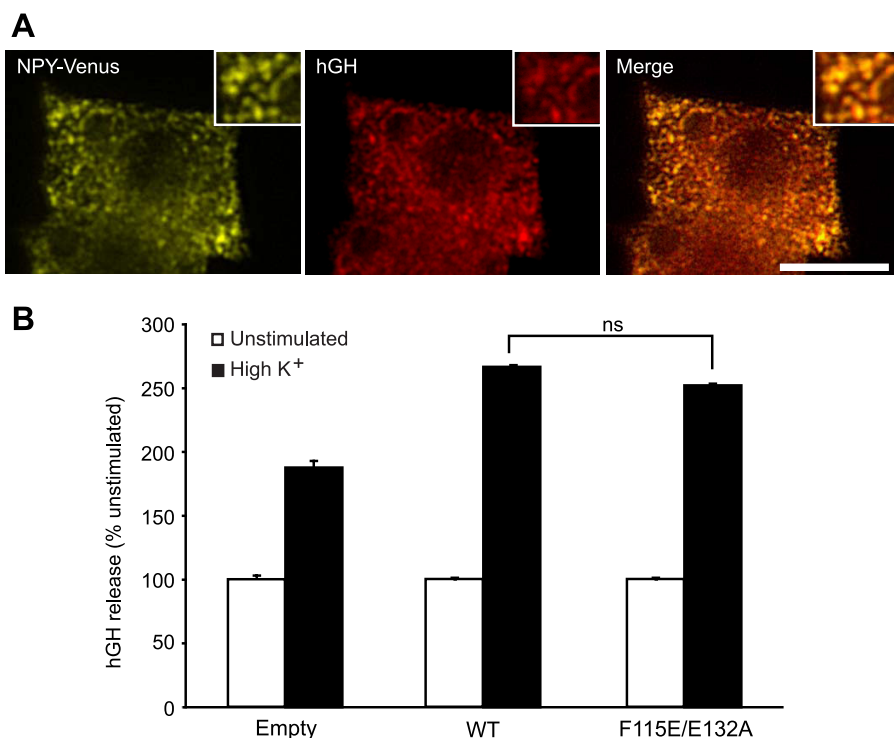 A
NPY-Venus
hGH
Merge
B
hGH release (% unstimulated)
300
250
200
150
100
50
0
Unstimulated
High K⁺
ns
Empty
WT
F115E/E132A